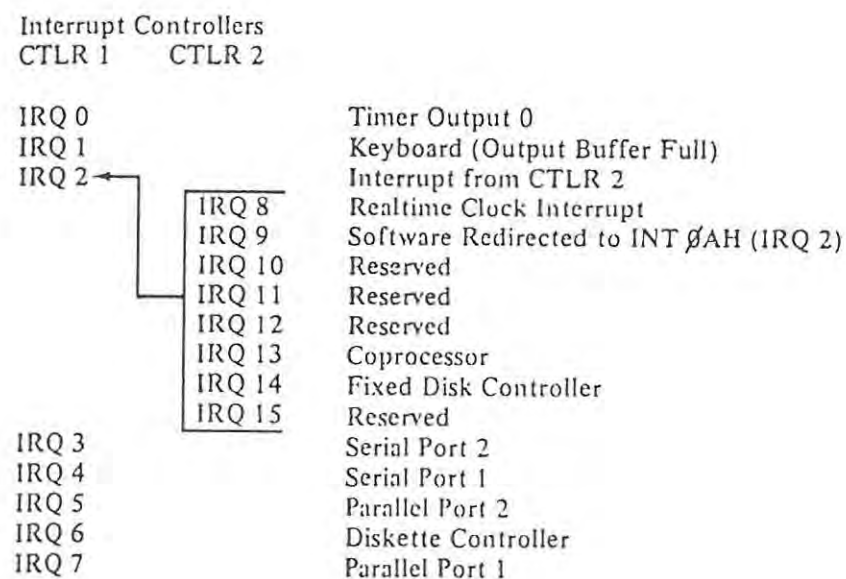 Interrupt Controllers
CTLR 1 CTLR 2
IRQ 0 Timer Output 0
IRQ 1 Keyboard (Output Buffer Full)
IRQ 2 Interrupt from CTLR 2
IRQ 8 Realtime Clock Interrupt
IRQ 9 Software Redirected to INT ØAH (IRQ 2)
IRQ 10 Reserved
IRQ 11 Reserved
IRQ 12 Reserved
IRQ 13 Coprocessor
IRQ 14 Fixed Disk Controller
IRQ 15 Reserved
IRQ 3 Serial Port 2
IRQ 4 Serial Port 1
IRQ 5 Parallel Port 2
IRQ 6 Diskette Controller
IRQ 7 Parallel Port 1